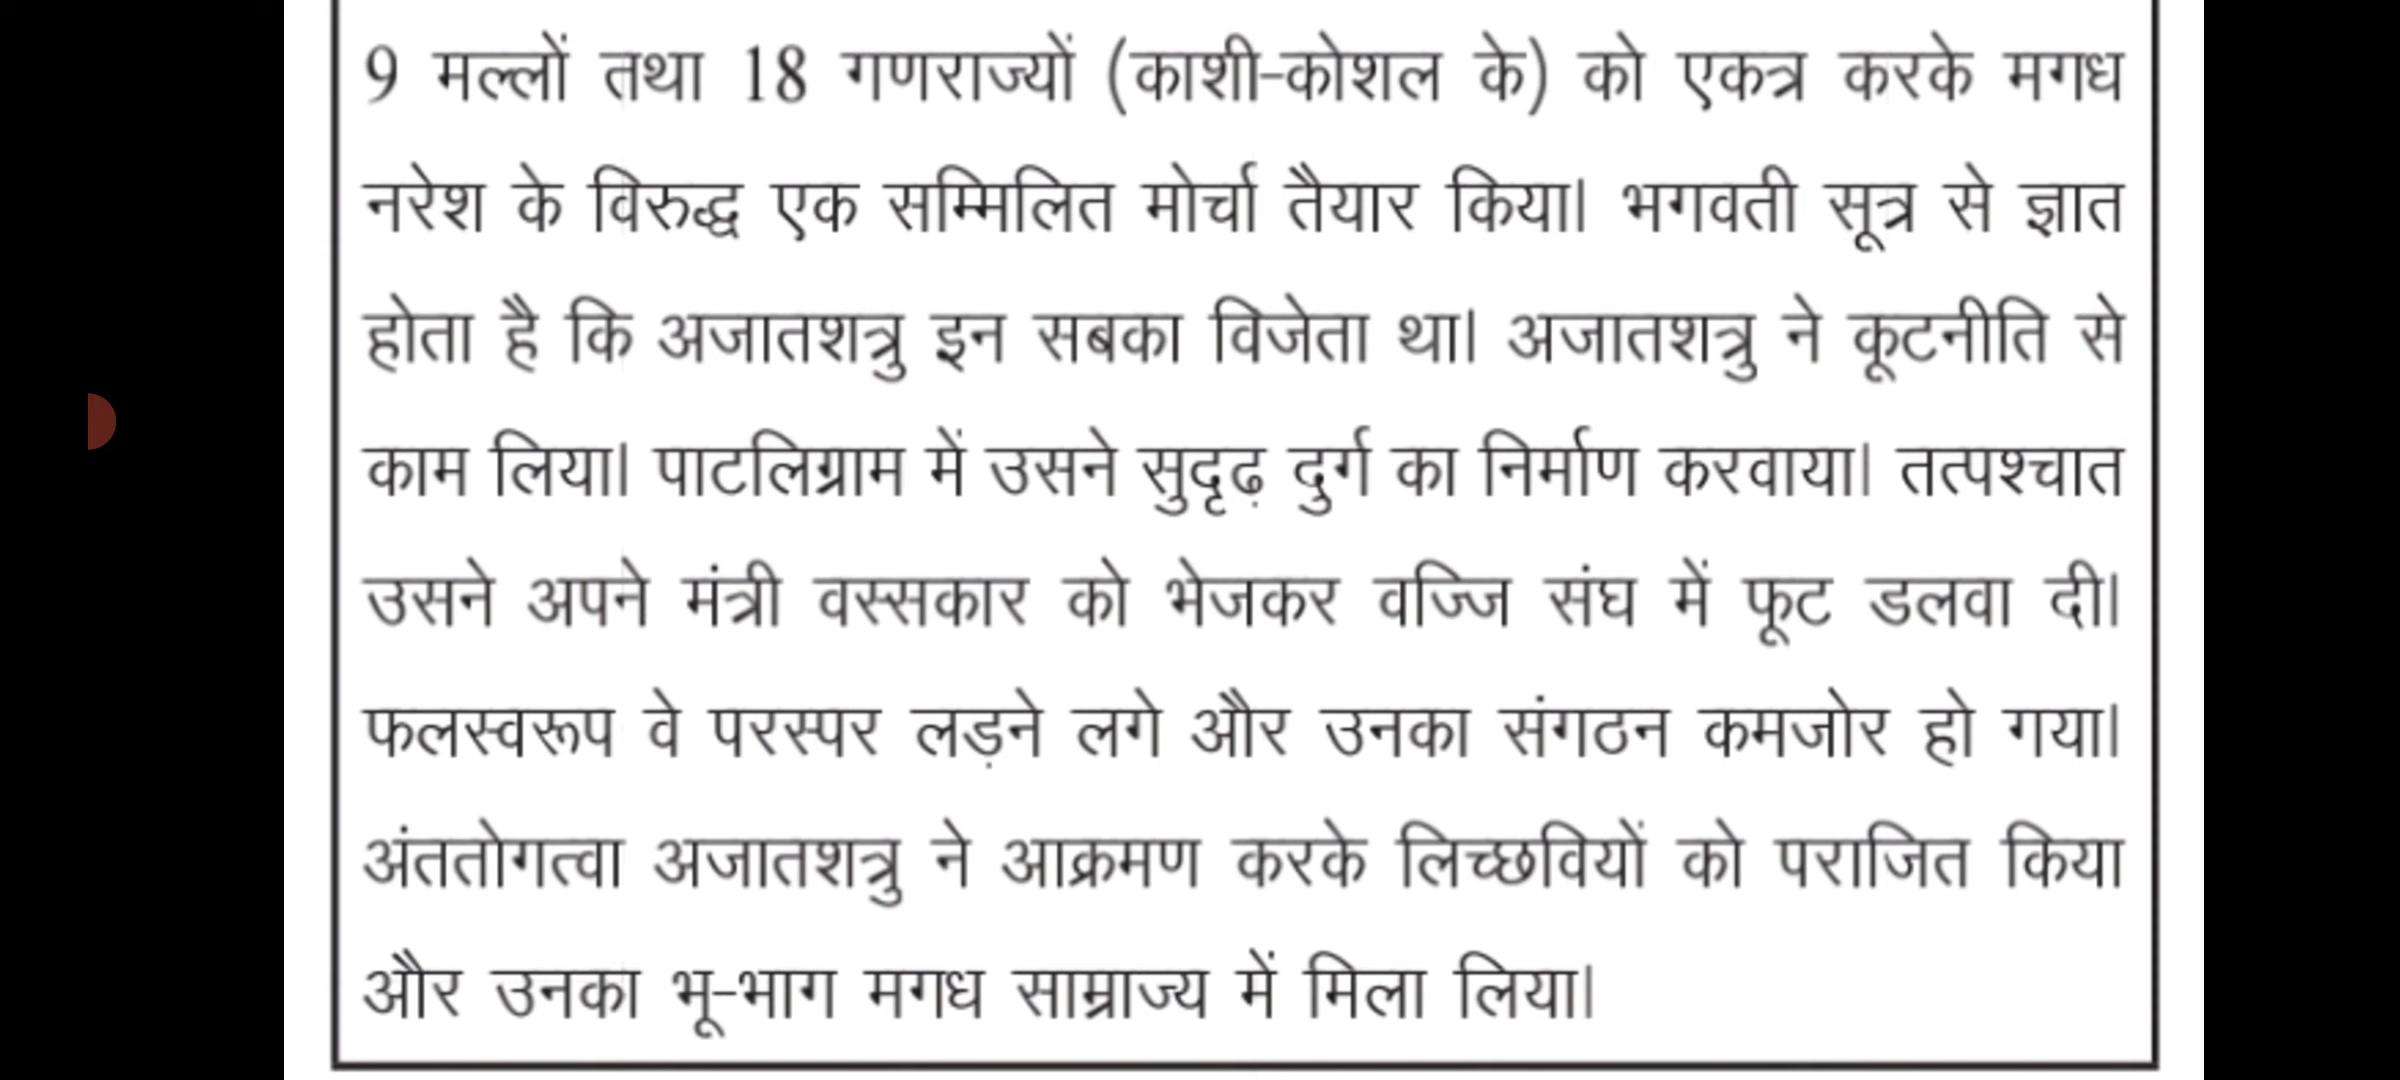 9 मल्लों तथा 18 गणराज्यों (काशी-कोशल के) को एकत्र करके मगध
नरेश के विरुद्ध एक सम्मिलित मोर्चा तैयार किया। भगवती सूत्र से ज्ञात
होता है कि अजातशत्रु इन सबका विजेता था। अजातशत्रु ने कूटनीति से
काम लिया। पाटलिग्राम में उसने सुदृढ़ दुर्ग का निर्माण करवाया। तत्पश्चात
उसने अपने मंत्री वस्सकार को भेजकर वज्जि संघ में फूट डलवा दी।
फलस्वरूप वे परस्पर लड़ने लगे और उनका संगठन कमजोर हो गया।
अंततोगत्वा अजातशत्रु ने आक्रमण करके लिच्छवियों को पराजित किया
और उनका भू-भाग मगध साम्राज्य में मिला लिया।